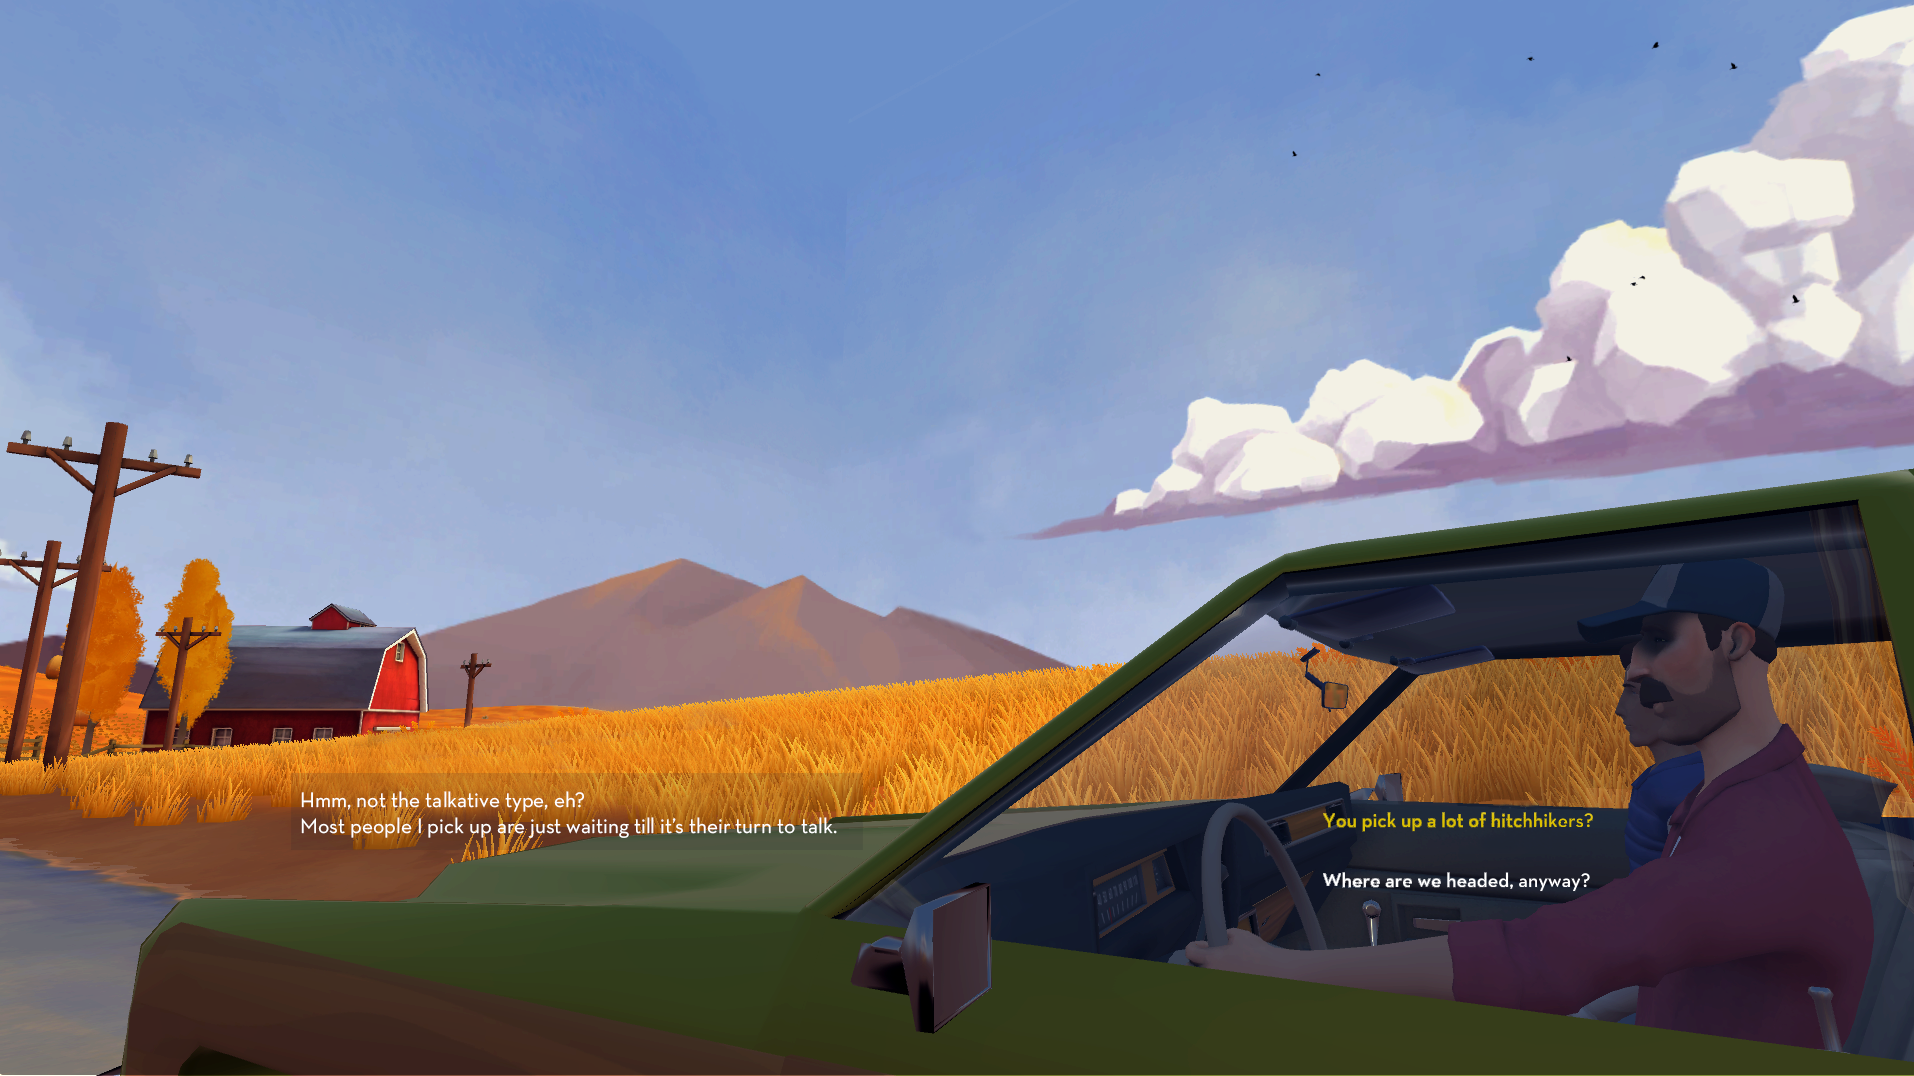 Hmm, not the talkative type, eh?
Most people I pick up are just waiting till it's their turn to talk.
You pick up a lot of hitchhikers?
Where are we headed, anyway?